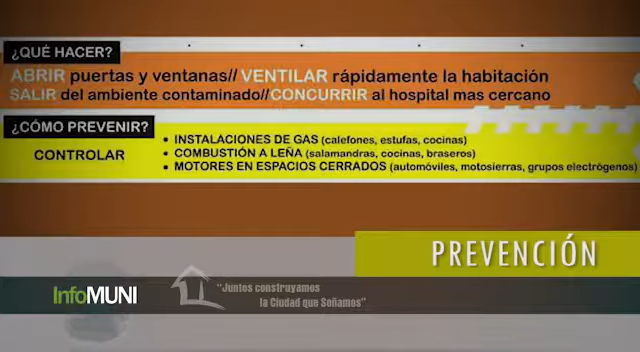 ¿QUÉ HACER?
ABRIR puertas y ventanas// VENTILAR rápidamente la habitación
SALIR del ambiente contaminado//CONCURRIR al hospital mas cercano
¿CÓMO PREVENIR?
CONTROLAR
• INSTALACIONES DE GAS (calefones, estufas, cocinas)
• COMBUSTIÓN A LEÑA (salamandras, cocinas, braseros)
• MOTORES EN ESPACIOS CERRADOS (automóviles, motosierras, grupos electrógenos)
PREVENCIÓN
InfoMUNI
"Juntos construyamos
la Ciudad que Soñamos"